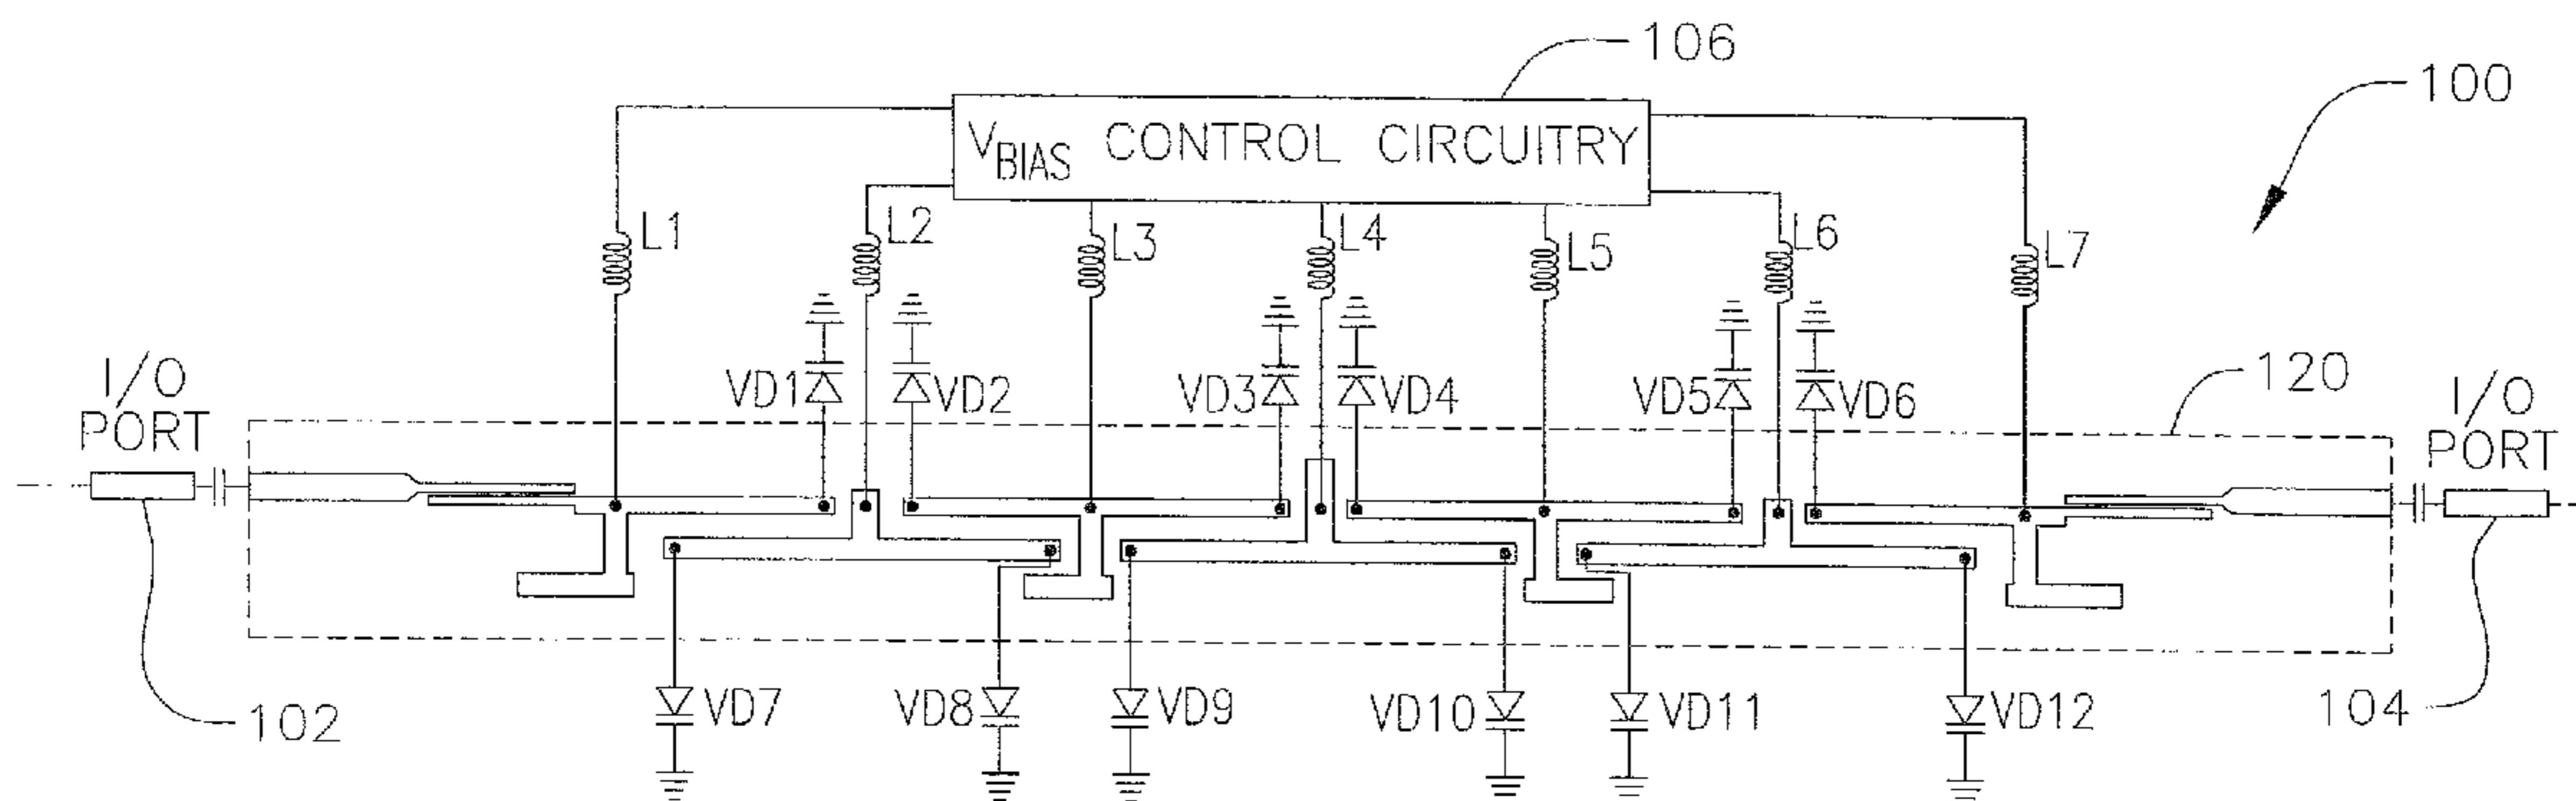 106
100
V_BIAS CONTROL CIRCUITRY
L1
L2
L3
L4
L5
L6
L7
I/O
PORT
VD1
VD2
VD3
VD4
VD5
VD6
120
I/O
PORT
102
VD7
VD8
VD9
VD10
VD11
VD12
104